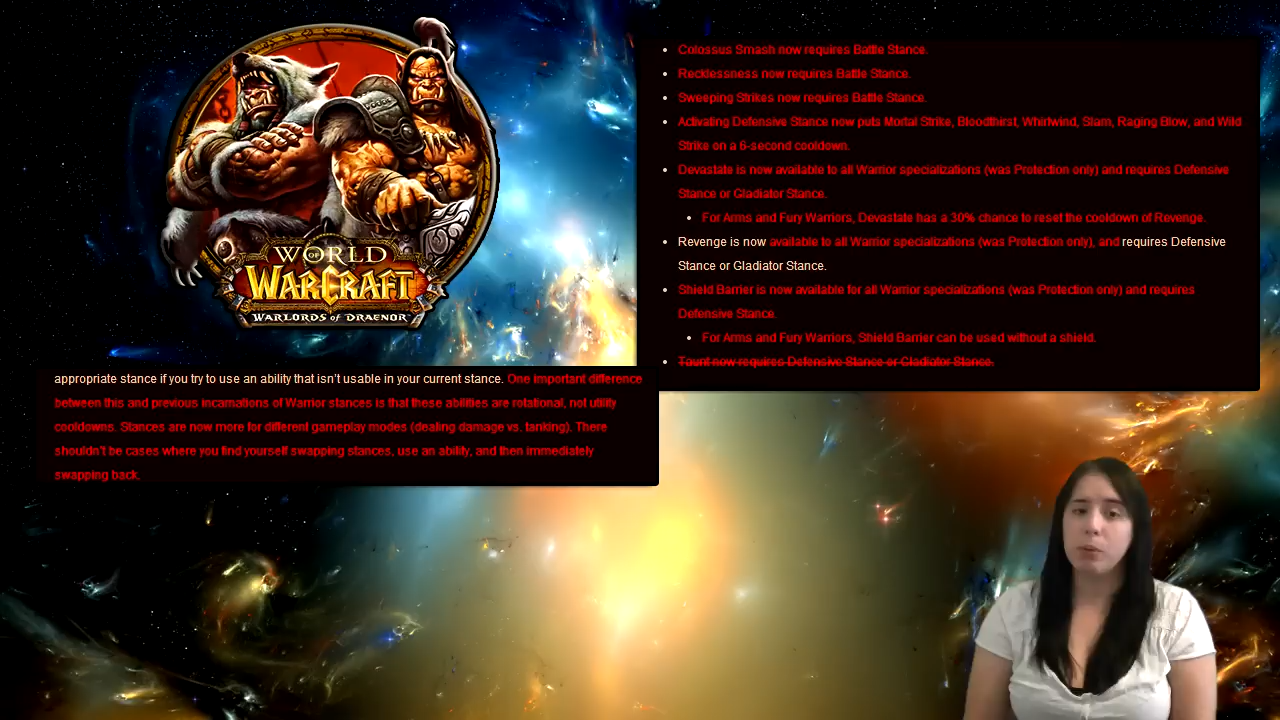 WORLD
OF
WARCRAFT
WARLORDS OF DRAENOR
appropriate stance if you try to use an ability that isn't usable in your current stance. One important difference
between this and previous incarnations of Warrior stances is that these abilities are rotational, not utility
cooldowns. Stances are now more for different gameplay modes (dealing damage vs. tanking). There
shouldn't be cases where you find yourself swapping stances, use an ability, and then immediately
swapping back.
Colossus Smash now requires Battle Stance.
Recklessness now requires Battle Stance.
Sweeping Strikes now requires Battle Stance.
Activating Defensive Stance now puts Mortal Strike, Bloodthirst, Whirlwind, Slam, Raging Blow, and Wild
Strike on a 6-second cooldown.
Devastate is now available to all Warrior specializations (was Protection only) and requires Defensive
Stance or Gladiator Stance.
For Arms and Fury Warriors, Devastate has a 30% chance to reset the cooldown of Revenge.
Revenge is now available to all Warrior specializations (was Protection only), and requires Defensive
Stance or Gladiator Stance.
Shield Barrier is now available for all Warrior specializations (was Protection only) and requires
Defensive Stance.
For Arms and Fury Warriors, Shield Barrier can be used without a shield.
Taunt now requires Defensive Stance or Gladiator Stance.